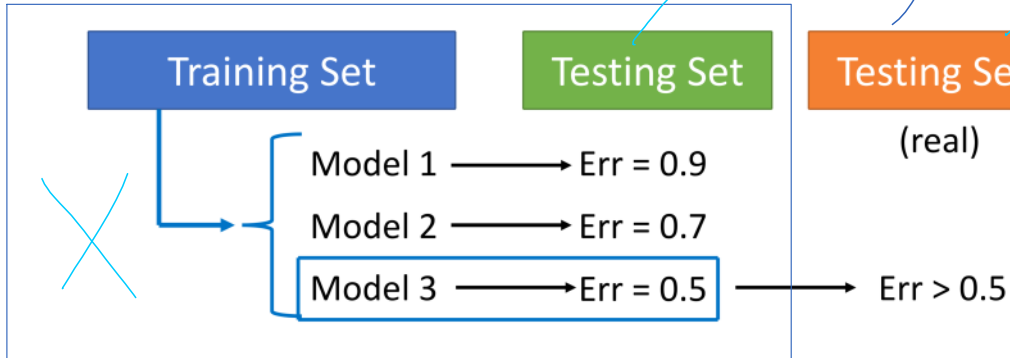 Training Set Testing Set Testing
(real)
Model 1 Err = 0.9
Model 2 Err = 0.7
Model 3 Err = 0.5 Err > 0.5